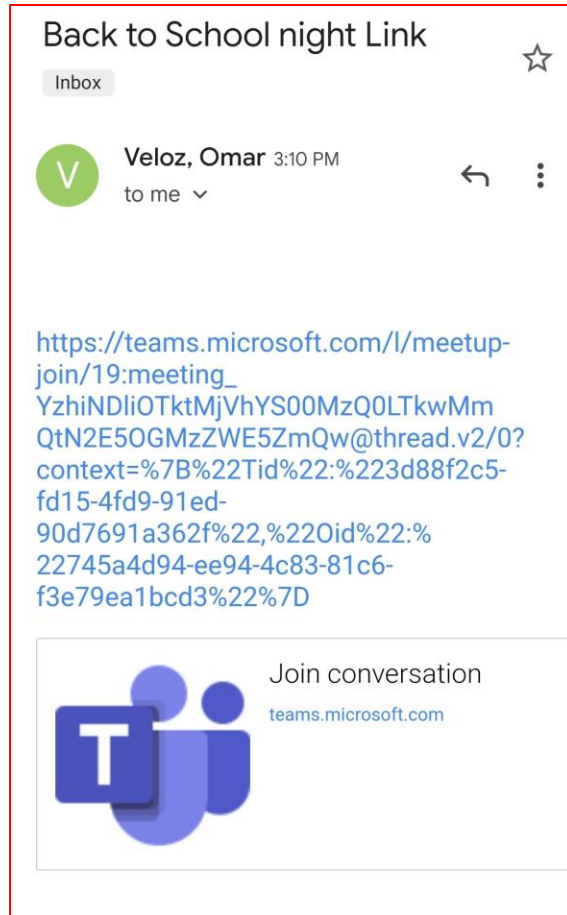 Back to School night Link
Inbox
V
Veloz, Omar 3:10 PM
to me
https://teams.microsoft.com/l/meetup-
join/19:meeting_
YzhiNDliOTktMjVhYS00MzQ0LTkwMm
QtN2E5OGMzZWE5ZmQw@thread.v2/0?
context=%7B%22Tid%22:%223d88f2c5-
fd15-4fd9-91ed-
90d7691a362f%22,%22Oid%22:%
22745a4d94-ee94-4c83-81c6-
f3e79ea1bcd3%22%7D
T
Join conversation
teams.microsoft.com